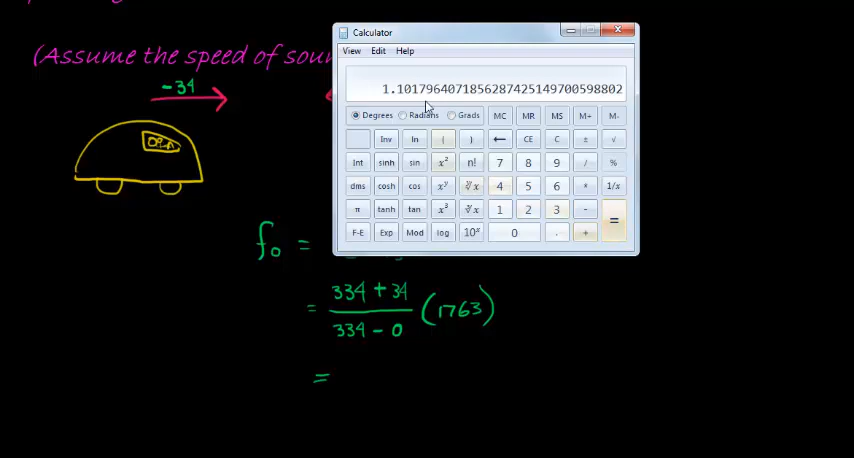 (Assume the speed of soun
-34
Calculator
View Edit Help
1.1017964071856287425149700598802
Degrees Radians Grads MC MR MS M+ M-
Inv ln ( ) ← CE C ± √
Int sinh sin x² n! 7 8 9 / %
dms cosh cos xʸ ʸ√x 4 5 6 * 1/x
π tanh tan x³ ³√x 1 2 3 - =
F-E Exp Mod log 10ˣ 0 . +
f₀ =
= 334 + 34 / 334 - 0 (1763)
=